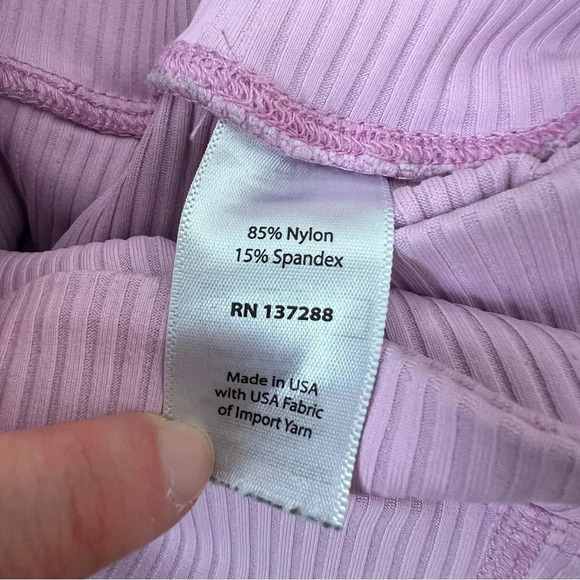 85% Nylon
15% Spandex
RN 137288
Made in USA
with USA Fabric
of Import Yarn